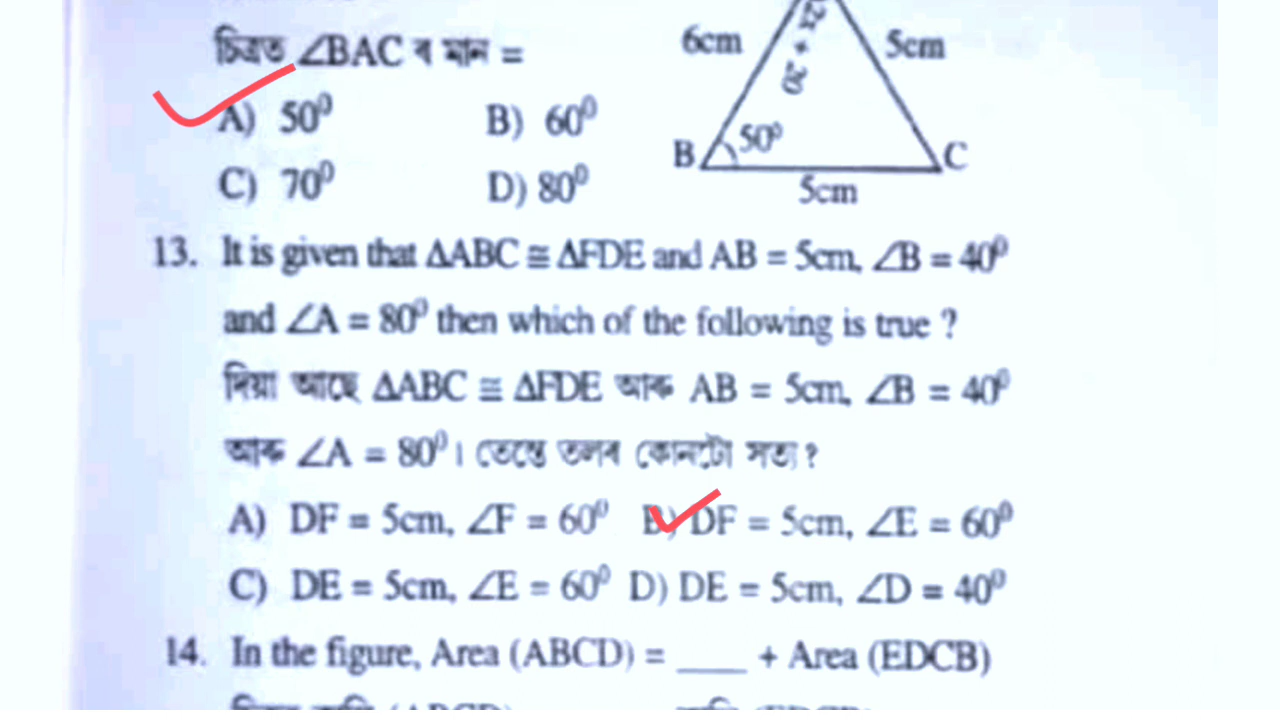 চিত্ৰত ∠BAC ৰ মান =
6cm
2x + 20
5cm
A) 50⁰ B) 60⁰
C) 70⁰ D) 80⁰
B 50⁰ C
5cm
13. It is given that ΔABC ≅ ΔFDE and AB = 5cm, ∠B = 40⁰
and ∠A = 80⁰ then which of the following is true ?
দিয়া আছে ΔABC ≅ ΔFDE আৰু AB = 5cm, ∠B = 40⁰
আৰু ∠A = 80⁰। তেন্তে তলৰ কোনটো সত্য ?
A) DF = 5cm, ∠F = 60⁰ B) DF = 5cm, ∠E = 60⁰
C) DE = 5cm, ∠E = 60⁰ D) DE = 5cm, ∠D = 40⁰
14. In the figure, Area (ABCD) = ____ + Area (EDCB)